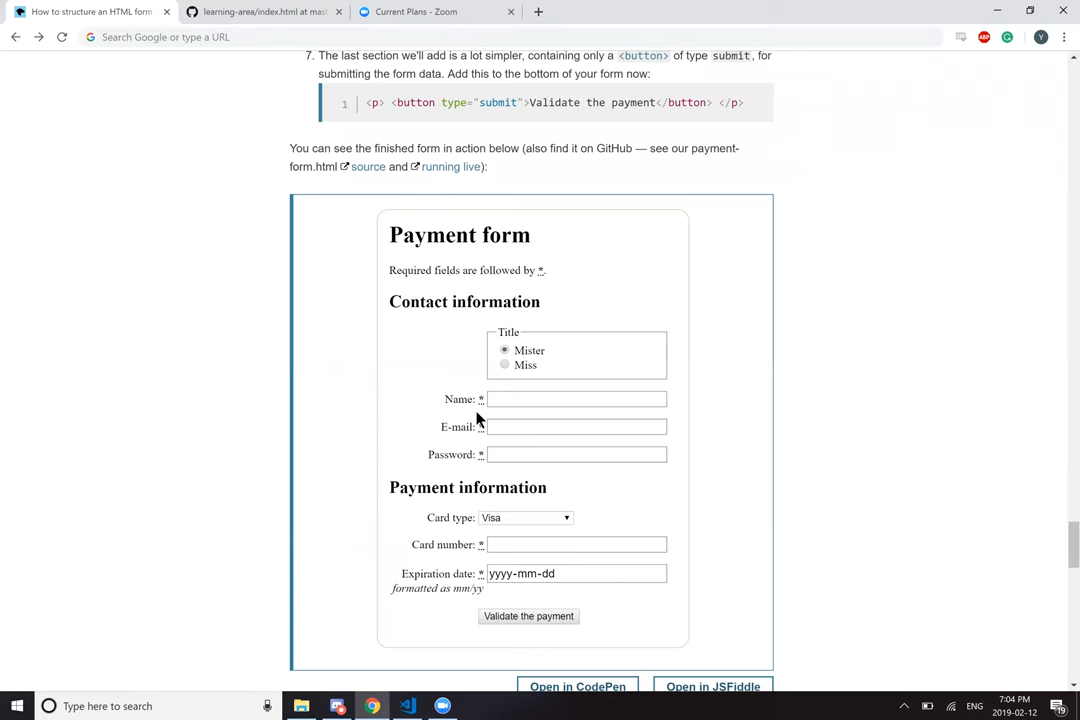 How to structure an HTML form
learning-area/index.html at mast
Current Plans - Zoom
Search Google or type a URL
ABP
Y
7. The last section we'll add is a lot simpler, containing only a <button> of type submit, for
submitting the form data. Add this to the bottom of your form now:
1 <p> <button type="submit">Validate the payment</button> </p>
You can see the finished form in action below (also find it on GitHub — see our payment-
form.html source and running live):
Payment form
Required fields are followed by *.
Contact information
Title
Mister
Miss
Name: *
E-mail: *
Password: *
Payment information
Card type: Visa
Card number: *
Expiration date: * yyyy-mm-dd
formatted as mm/yy
Validate the payment
Open in CodePen
Open in JSFiddle
Type here to search
ENG
7:04 PM
2019-02-12
19